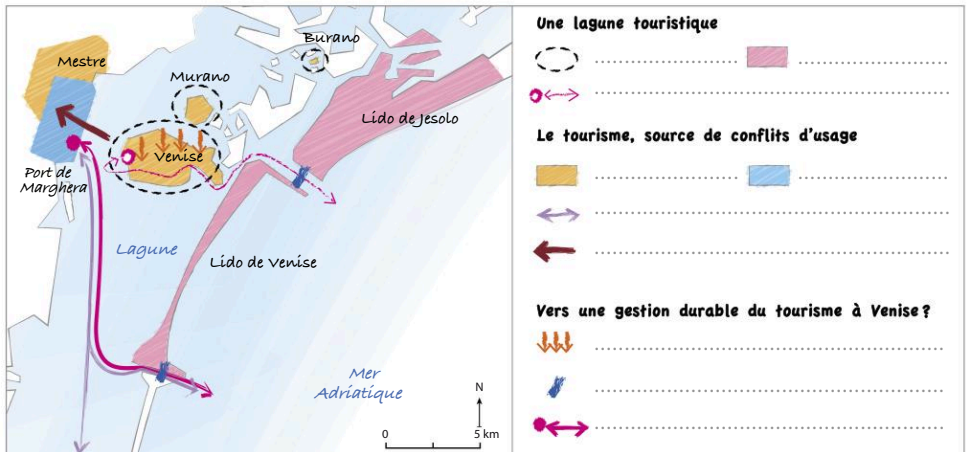 Burano
Mestre
Murano
Lido de Jesolo
Venise
Port de
Marghera
Lagune
Lido de Venise
Mer
Adriatique
N
0 5 km
Une lagune touristique
Le tourisme, source de conflits d'usage
Vers une gestion durable du tourisme à Venise ?